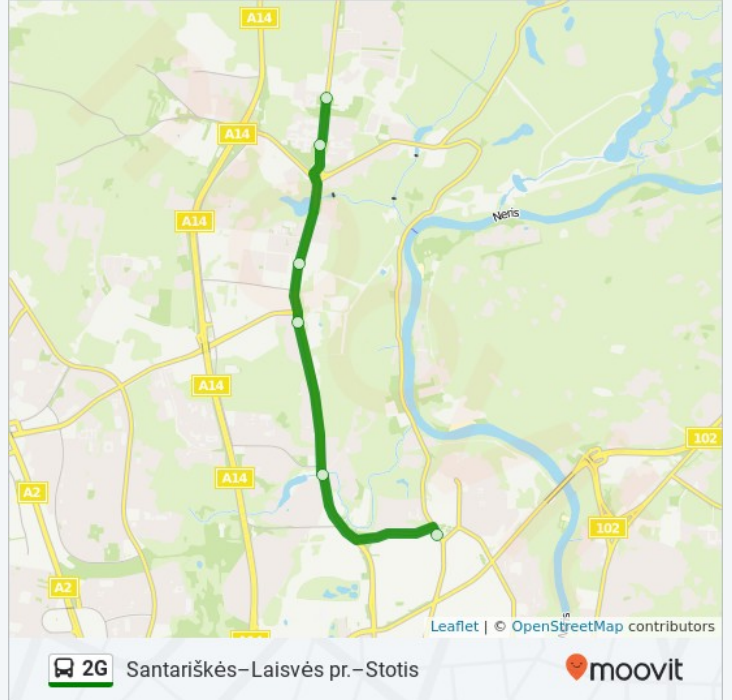 A14
A14
Neris
A14
A14
102
A14
A2
102
A2
Leaflet | © OpenStreetMap contributors
2G Santariškės–Laisvės pr.–Stotis moovit